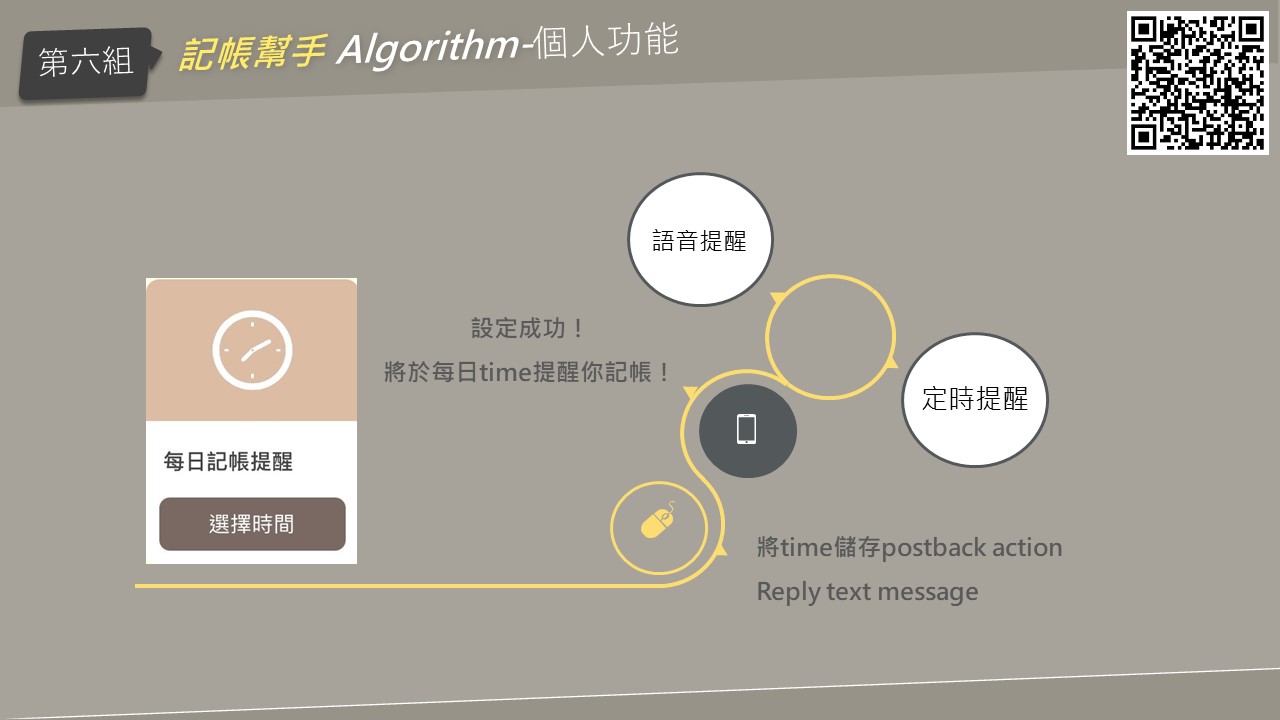 第六組
記帳幫手 Algorithm-個人功能
語音提醒
設定成功！
將於每日time提醒你記帳！
定時提醒
每日記帳提醒
選擇時間
將time儲存postback action
Reply text message